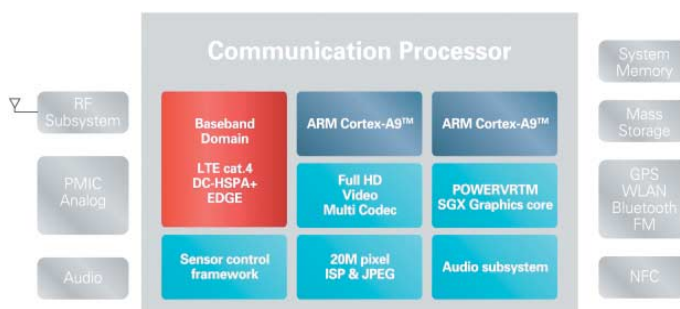 Communication Processor
RF
Subsystem
PMIC
Analog
Audio
Baseband
Domain
LTE cat.4
DC-HSPA+
EDGE
ARM Cortex-A9™
ARM Cortex-A9™
Full HD
Video
Multi Codec
POWERVRTM
SGX Graphics core
Sensor control
framework
20M pixel
ISP & JPEG
Audio subsystem
System
Memory
Mass
Storage
GPS
WLAN
Bluetooth
FM
NFC